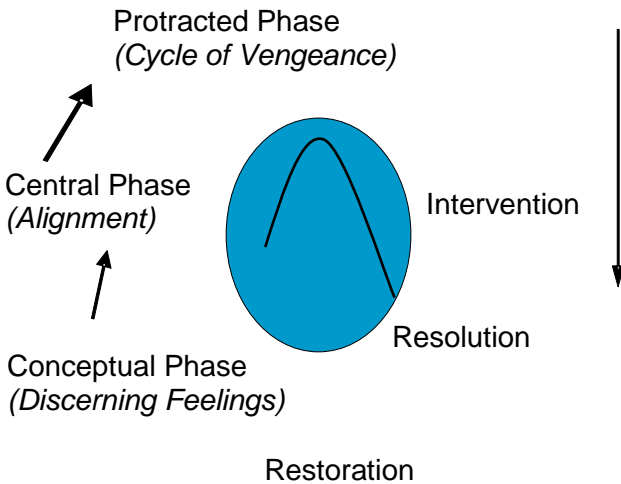 Protracted Phase
(Cycle of Vengeance)
Central Phase
(Alignment)
Intervention
Resolution
Conceptual Phase
(Discerning Feelings)
Restoration